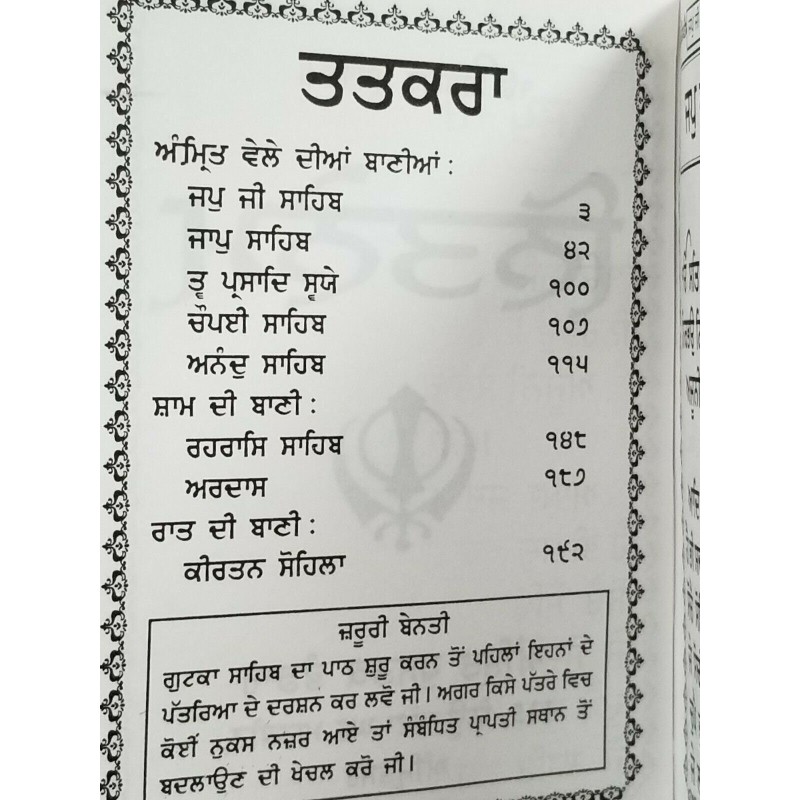 ਤਤਕਰਾ
ਅੰਮ੍ਰਿਤ ਵੇਲੇ ਦੀਆਂ ਬਾਣੀਆਂ :
ਜਪੁ ਜੀ ਸਾਹਿਬ ੩
ਜਾਪੁ ਸਾਹਿਬ ੪੨
ਤ੍ਵ ਪ੍ਰਸਾਦਿ ਸ੍ਵਯੇ ੧੦੦
ਚੌਪਈ ਸਾਹਿਬ ੧੦੭
ਅਨੰਦੁ ਸਾਹਿਬ ੧੧੫
ਸ਼ਾਮ ਦੀ ਬਾਣੀ :
ਰਹਰਾਸਿ ਸਾਹਿਬ ੧੪੮
ਅਰਦਾਸ ੧੮੭
ਰਾਤ ਦੀ ਬਾਣੀ :
ਕੀਰਤਨ ਸੋਹਿਲਾ ੧੯੨
ਜ਼ਰੂਰੀ ਬੇਨਤੀ
ਗੁਟਕਾ ਸਾਹਿਬ ਦਾ ਪਾਠ ਸ਼ੁਰੂ ਕਰਨ ਤੋਂ ਪਹਿਲਾਂ ਇਹਨਾਂ ਦੇ
ਪੱਤਰਿਆ ਦੇ ਦਰਸ਼ਨ ਕਰ ਲਵੋ ਜੀ। ਅਗਰ ਕਿਸੇ ਪੱਤਰੇ ਵਿਚ
ਕੋਈ ਨੁਕਸ ਨਜ਼ਰ ਆਏ ਤਾਂ ਸੰਬੰਧਿਤ ਪ੍ਰਾਪਤੀ ਸਥਾਨ ਤੋਂ
ਬਦਲਾਉਣ ਦੀ ਖੇਚਲ ਕਰੋ ਜੀ।